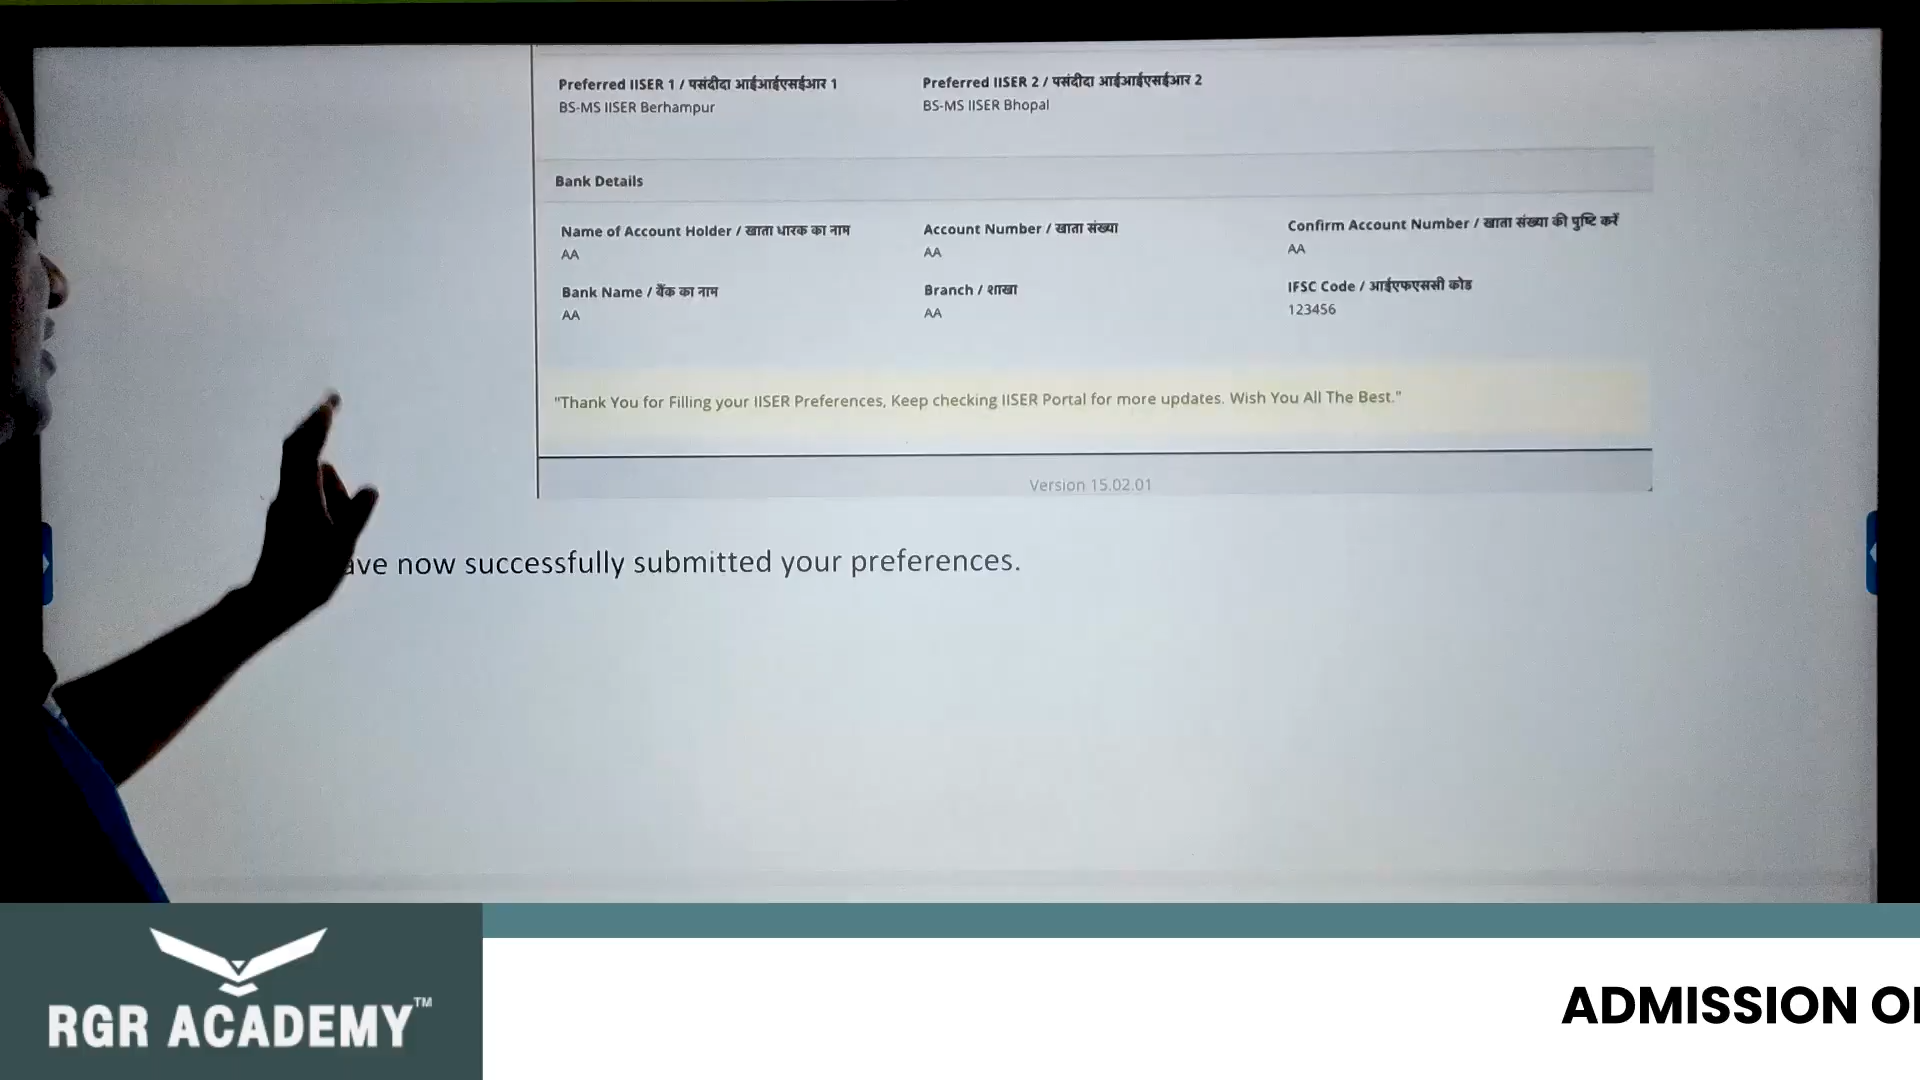 Preferred IISER 1 / पसंदीदा आईआईएसईआर 1
BS-MS IISER Berhampur
Preferred IISER 2 / पसंदीदा आईआईएसईआर 2
BS-MS IISER Bhopal
Bank Details
Name of Account Holder / खाता धारक का नाम
AA
Account Number / खाता संख्या
AA
Confirm Account Number / खाता संख्या की पुष्टि करें
AA
Bank Name / बैंक का नाम
AA
Branch / शाखा
AA
IFSC Code / आईएफएससी कोड
123456
"Thank You for Filling your IISER Preferences, Keep checking IISER Portal for more updates. Wish You All The Best."
Version 15.02.01
now successfully submitted your preferences.
RGR ACADEMY™
ADMISSION